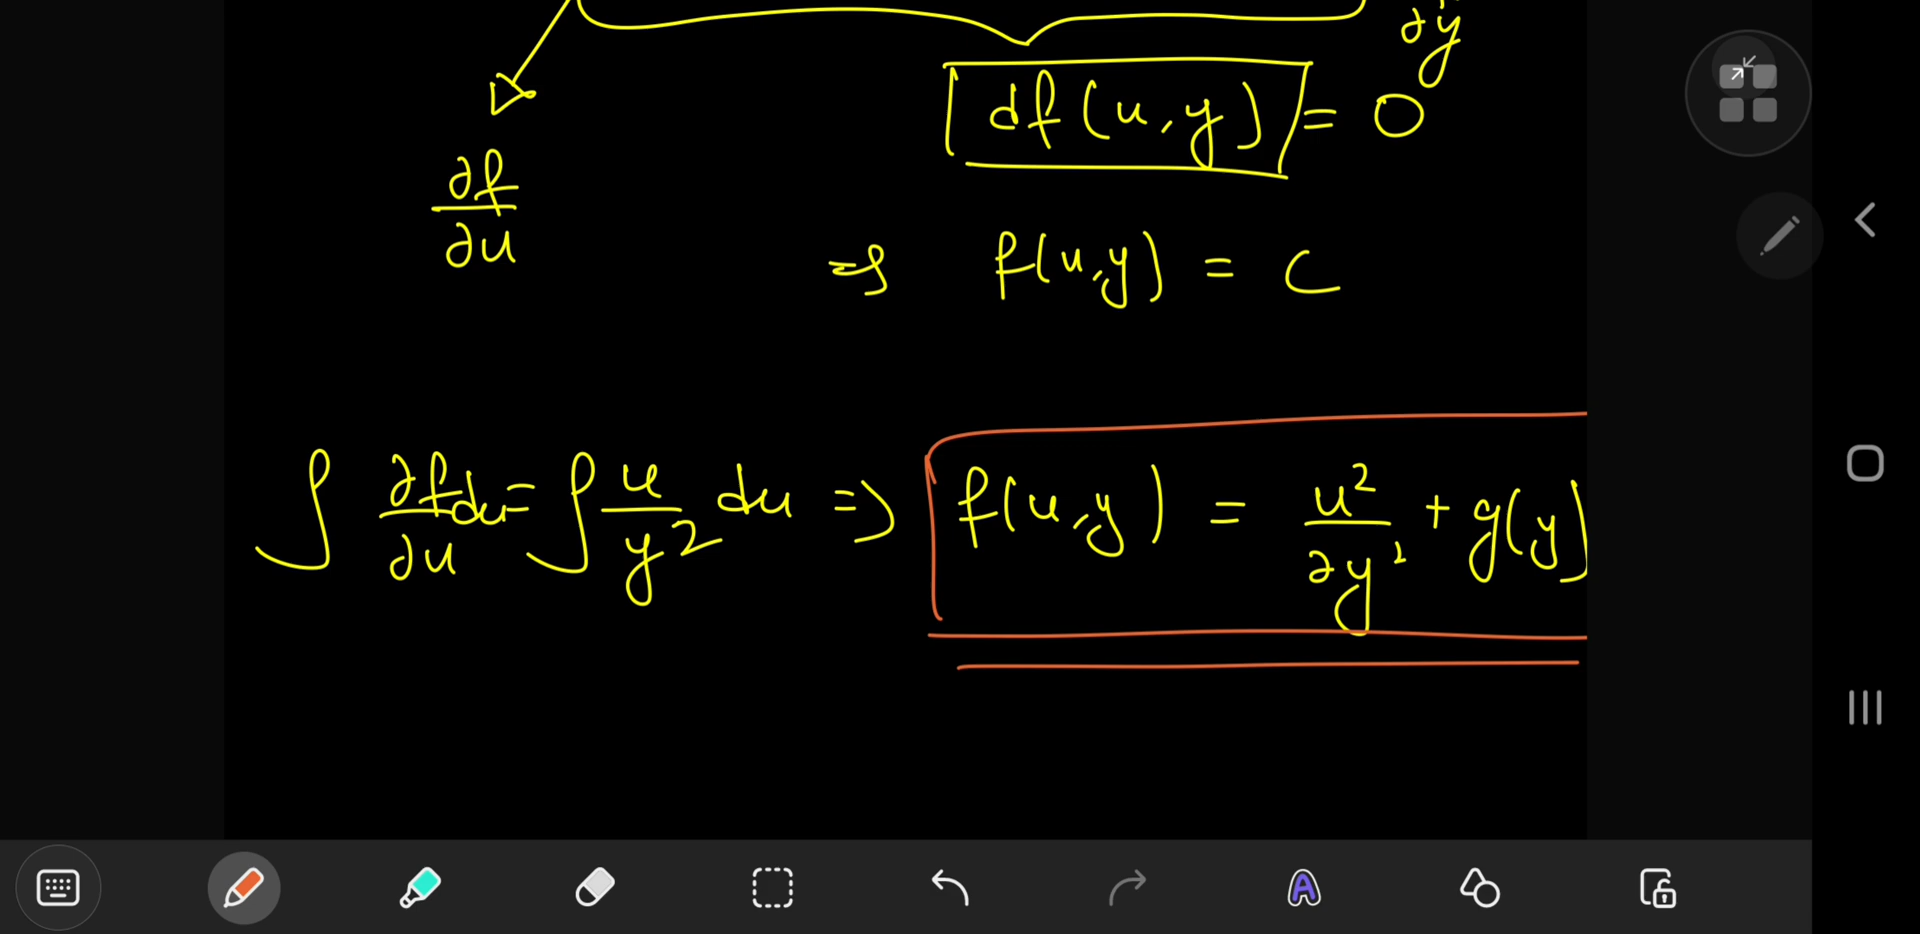 ∂y
df(u,y) = 0
∂f/∂u
⇒ f(u,y) = c
∫ ∂f/∂u du = ∫ u/y² du ⇒ f(u,y) = u²/2y² + g(y)